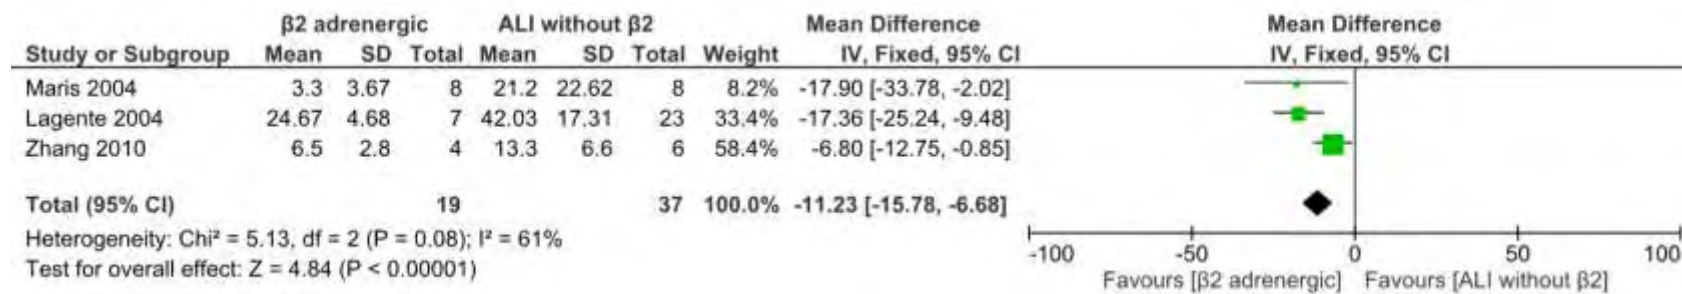 β2 adrenergic ALI without β2 Mean Difference Mean Difference
Study or Subgroup Mean SD Total Mean SD Total Weight IV, Fixed, 95% CI IV, Fixed, 95% CI
Maris 2004 3.3 3.67 8 21.2 22.62 8 8.2% -17.90 [-33.78, -2.02]
Lagente 2004 24.67 4.68 7 42.03 17.31 23 33.4% -17.36 [-25.24, -9.48]
Zhang 2010 6.5 2.8 4 13.3 6.6 6 58.4% -6.80 [-12.75, -0.85]
Total (95% CI) 19 37 100.0% -11.23 [-15.78, -6.68]
Heterogeneity: Chi² = 5.13, df = 2 (P = 0.08); I² = 61%
Test for overall effect: Z = 4.84 (P < 0.00001)
-100 -50 0 50 100
Favours [β2 adrenergic] Favours [ALI without β2]